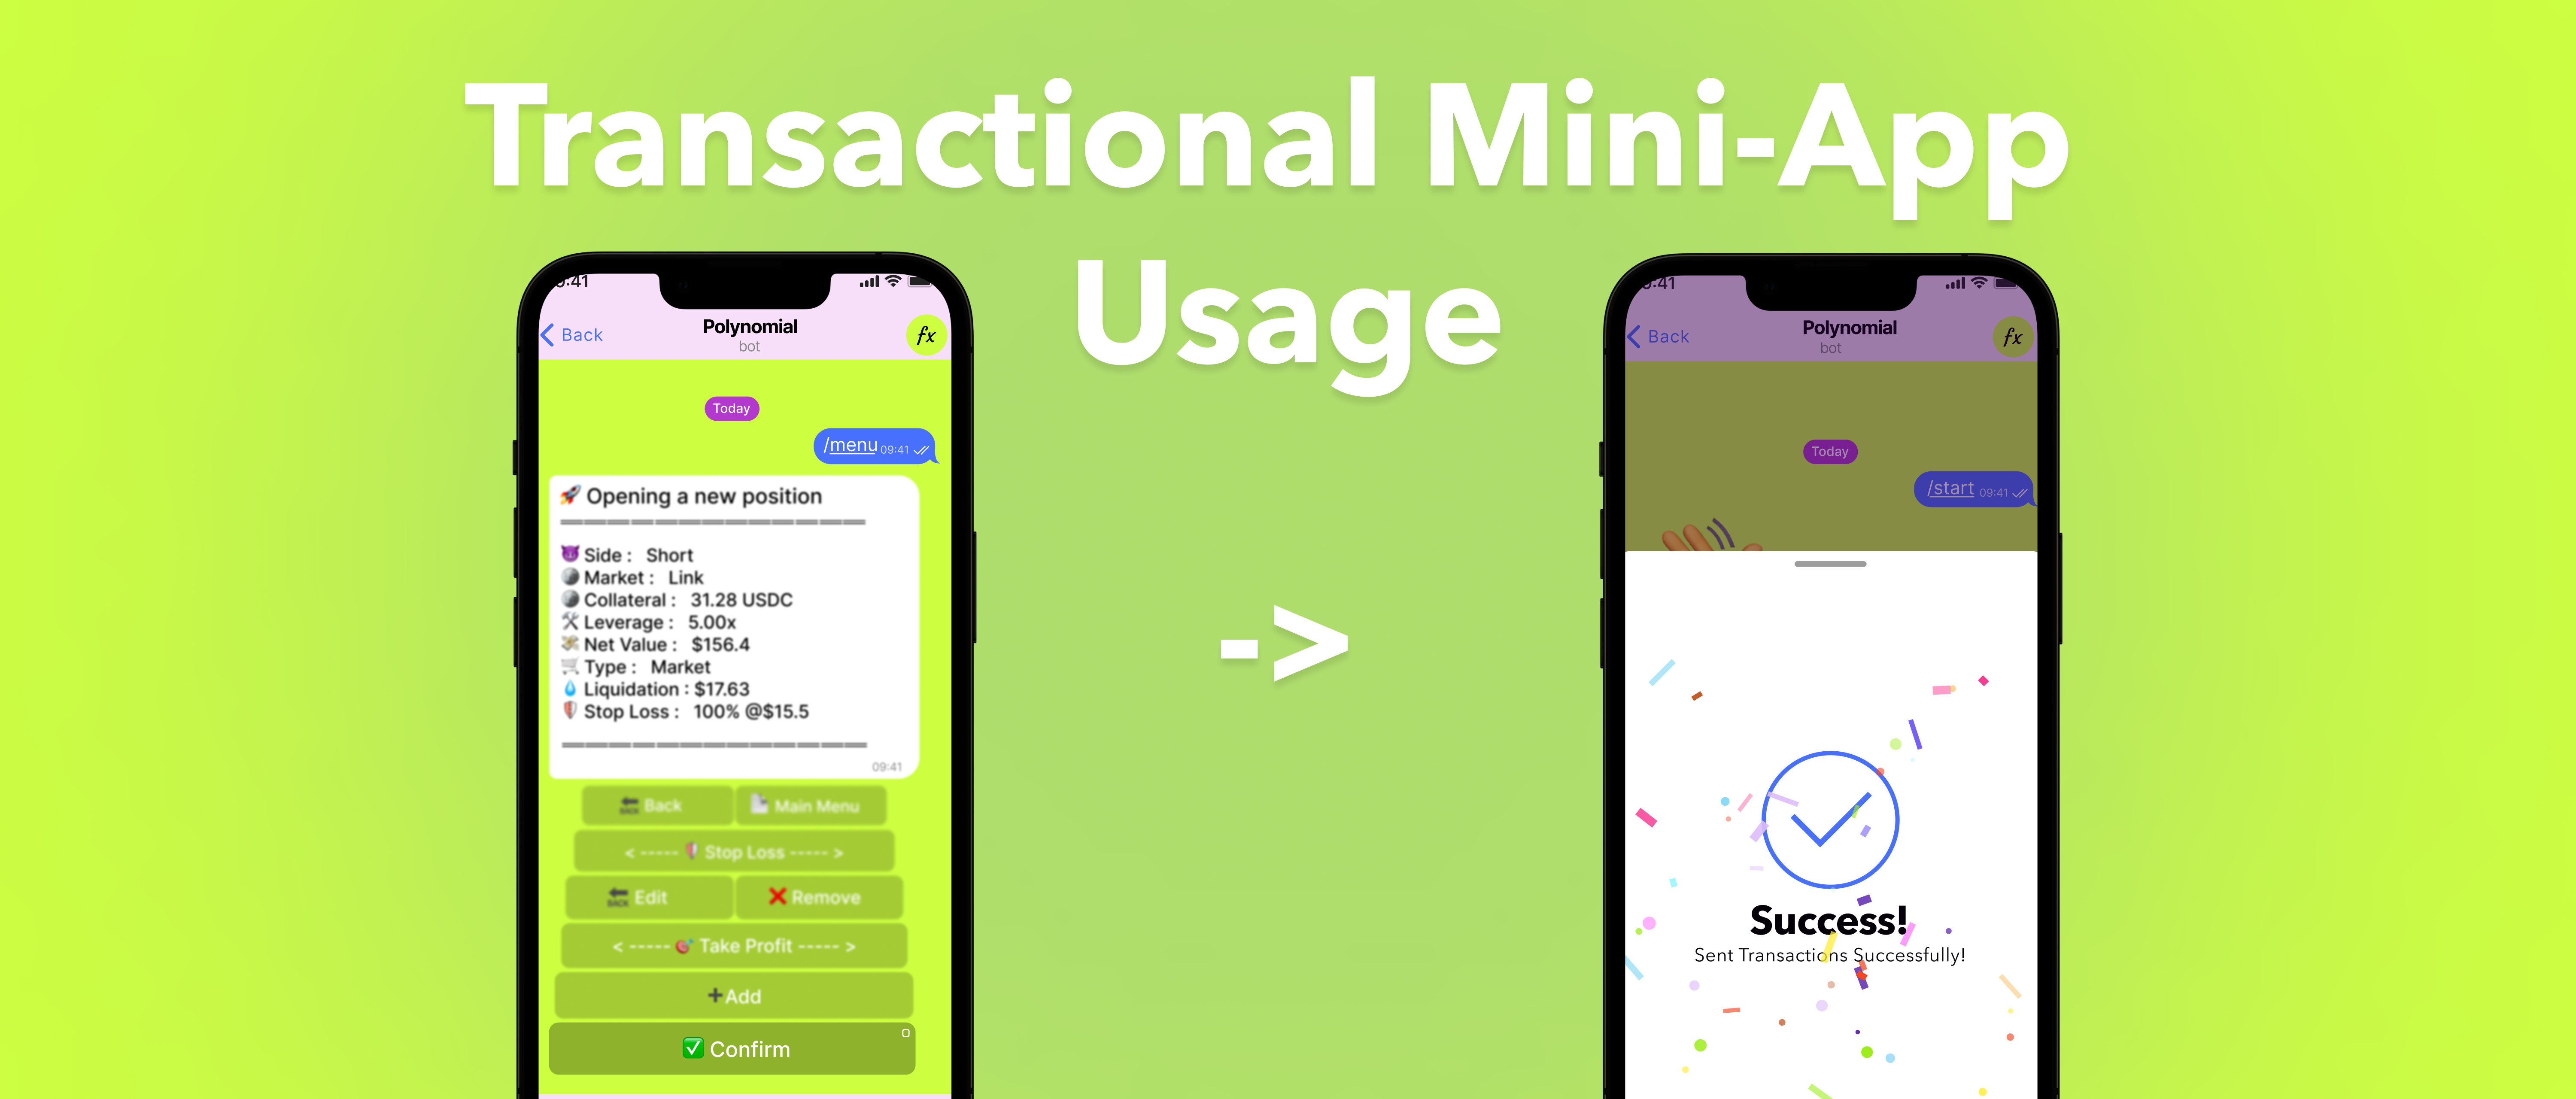 Transactional Mini-App
Usage
9:41
Back
Polynomial
bot
fx
Today
/menu 09:41
🚀 Opening a new position
😈 Side : Short
Market : Link
Collateral : 31.28 USDC
🛠 Leverage : 5.00x
💸 Net Value : $156.4
🛒 Type : Market
💧 Liquidation : $17.63
Stop Loss : 100% @$15.5
09:41
🔙 Back
Main Menu
< ----- Stop Loss ----- >
🔙 Edit
❌ Remove
< ----- 🎯 Take Profit ----- >
➕Add
✅ Confirm
->
9:41
Back
Polynomial
bot
fx
Today
/start 09:41
Success!
Sent Transactions Successfully!